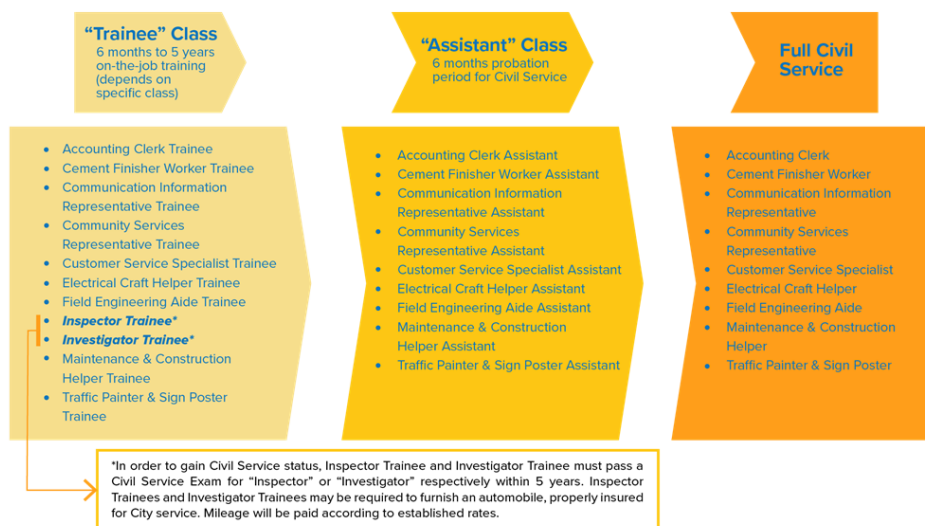 “Trainee” Class
6 months to 5 years
on-the-job training
(depends on
specific class)
“Assistant” Class
6 months probation
period for Civil Service
Full Civil
Service
• Accounting Clerk Trainee
• Cement Finisher Worker Trainee
• Communication Information
Representative Trainee
• Community Services
Representative Trainee
• Customer Service Specialist Trainee
• Electrical Craft Helper Trainee
• Field Engineering Aide Trainee
• Inspector Trainee*
• Investigator Trainee*
• Maintenance & Construction
Helper Trainee
• Traffic Painter & Sign Poster
Trainee
• Accounting Clerk Assistant
• Cement Finisher Worker Assistant
• Communication Information
Representative Assistant
• Community Services
Representative Assistant
• Customer Service Specialist Assistant
• Electrical Craft Helper Assistant
• Field Engineering Aide Assistant
• Maintenance & Construction
Helper Assistant
• Traffic Painter & Sign Poster Assistant
• Accounting Clerk
• Cement Finisher Worker
• Communication Information
Representative
• Community Services
Representative
• Customer Service Specialist
• Electrical Craft Helper
• Field Engineering Aide
• Maintenance & Construction
Helper
• Traffic Painter & Sign Poster
*In order to gain Civil Service status, Inspector Trainee and Investigator Trainee must pass a
Civil Service Exam for “Inspector” or “Investigator” respectively within 5 years. Inspector
Trainees and Investigator Trainees may be required to furnish an automobile, properly insured
for City service. Mileage will be paid according to established rates.